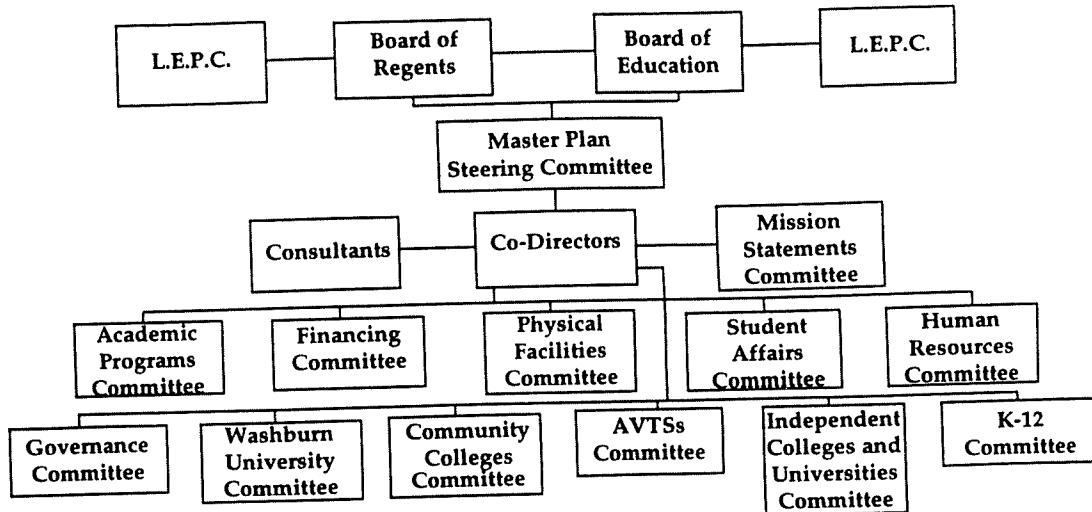 L.E.P.C.
Board of
Regents
Board of
Education
L.E.P.C.
Master Plan
Steering Committee
Consultants
Co-Directors
Mission
Statements
Committee
Academic
Programs
Committee
Financing
Committee
Physical
Facilities
Committee
Student
Affairs
Committee
Human
Resources
Committee
Governance
Committee
Washburn
University
Committee
Community
Colleges
Committee
AVTSs
Committee
Independent
Colleges and
Universities
Committee
K-12
Committee